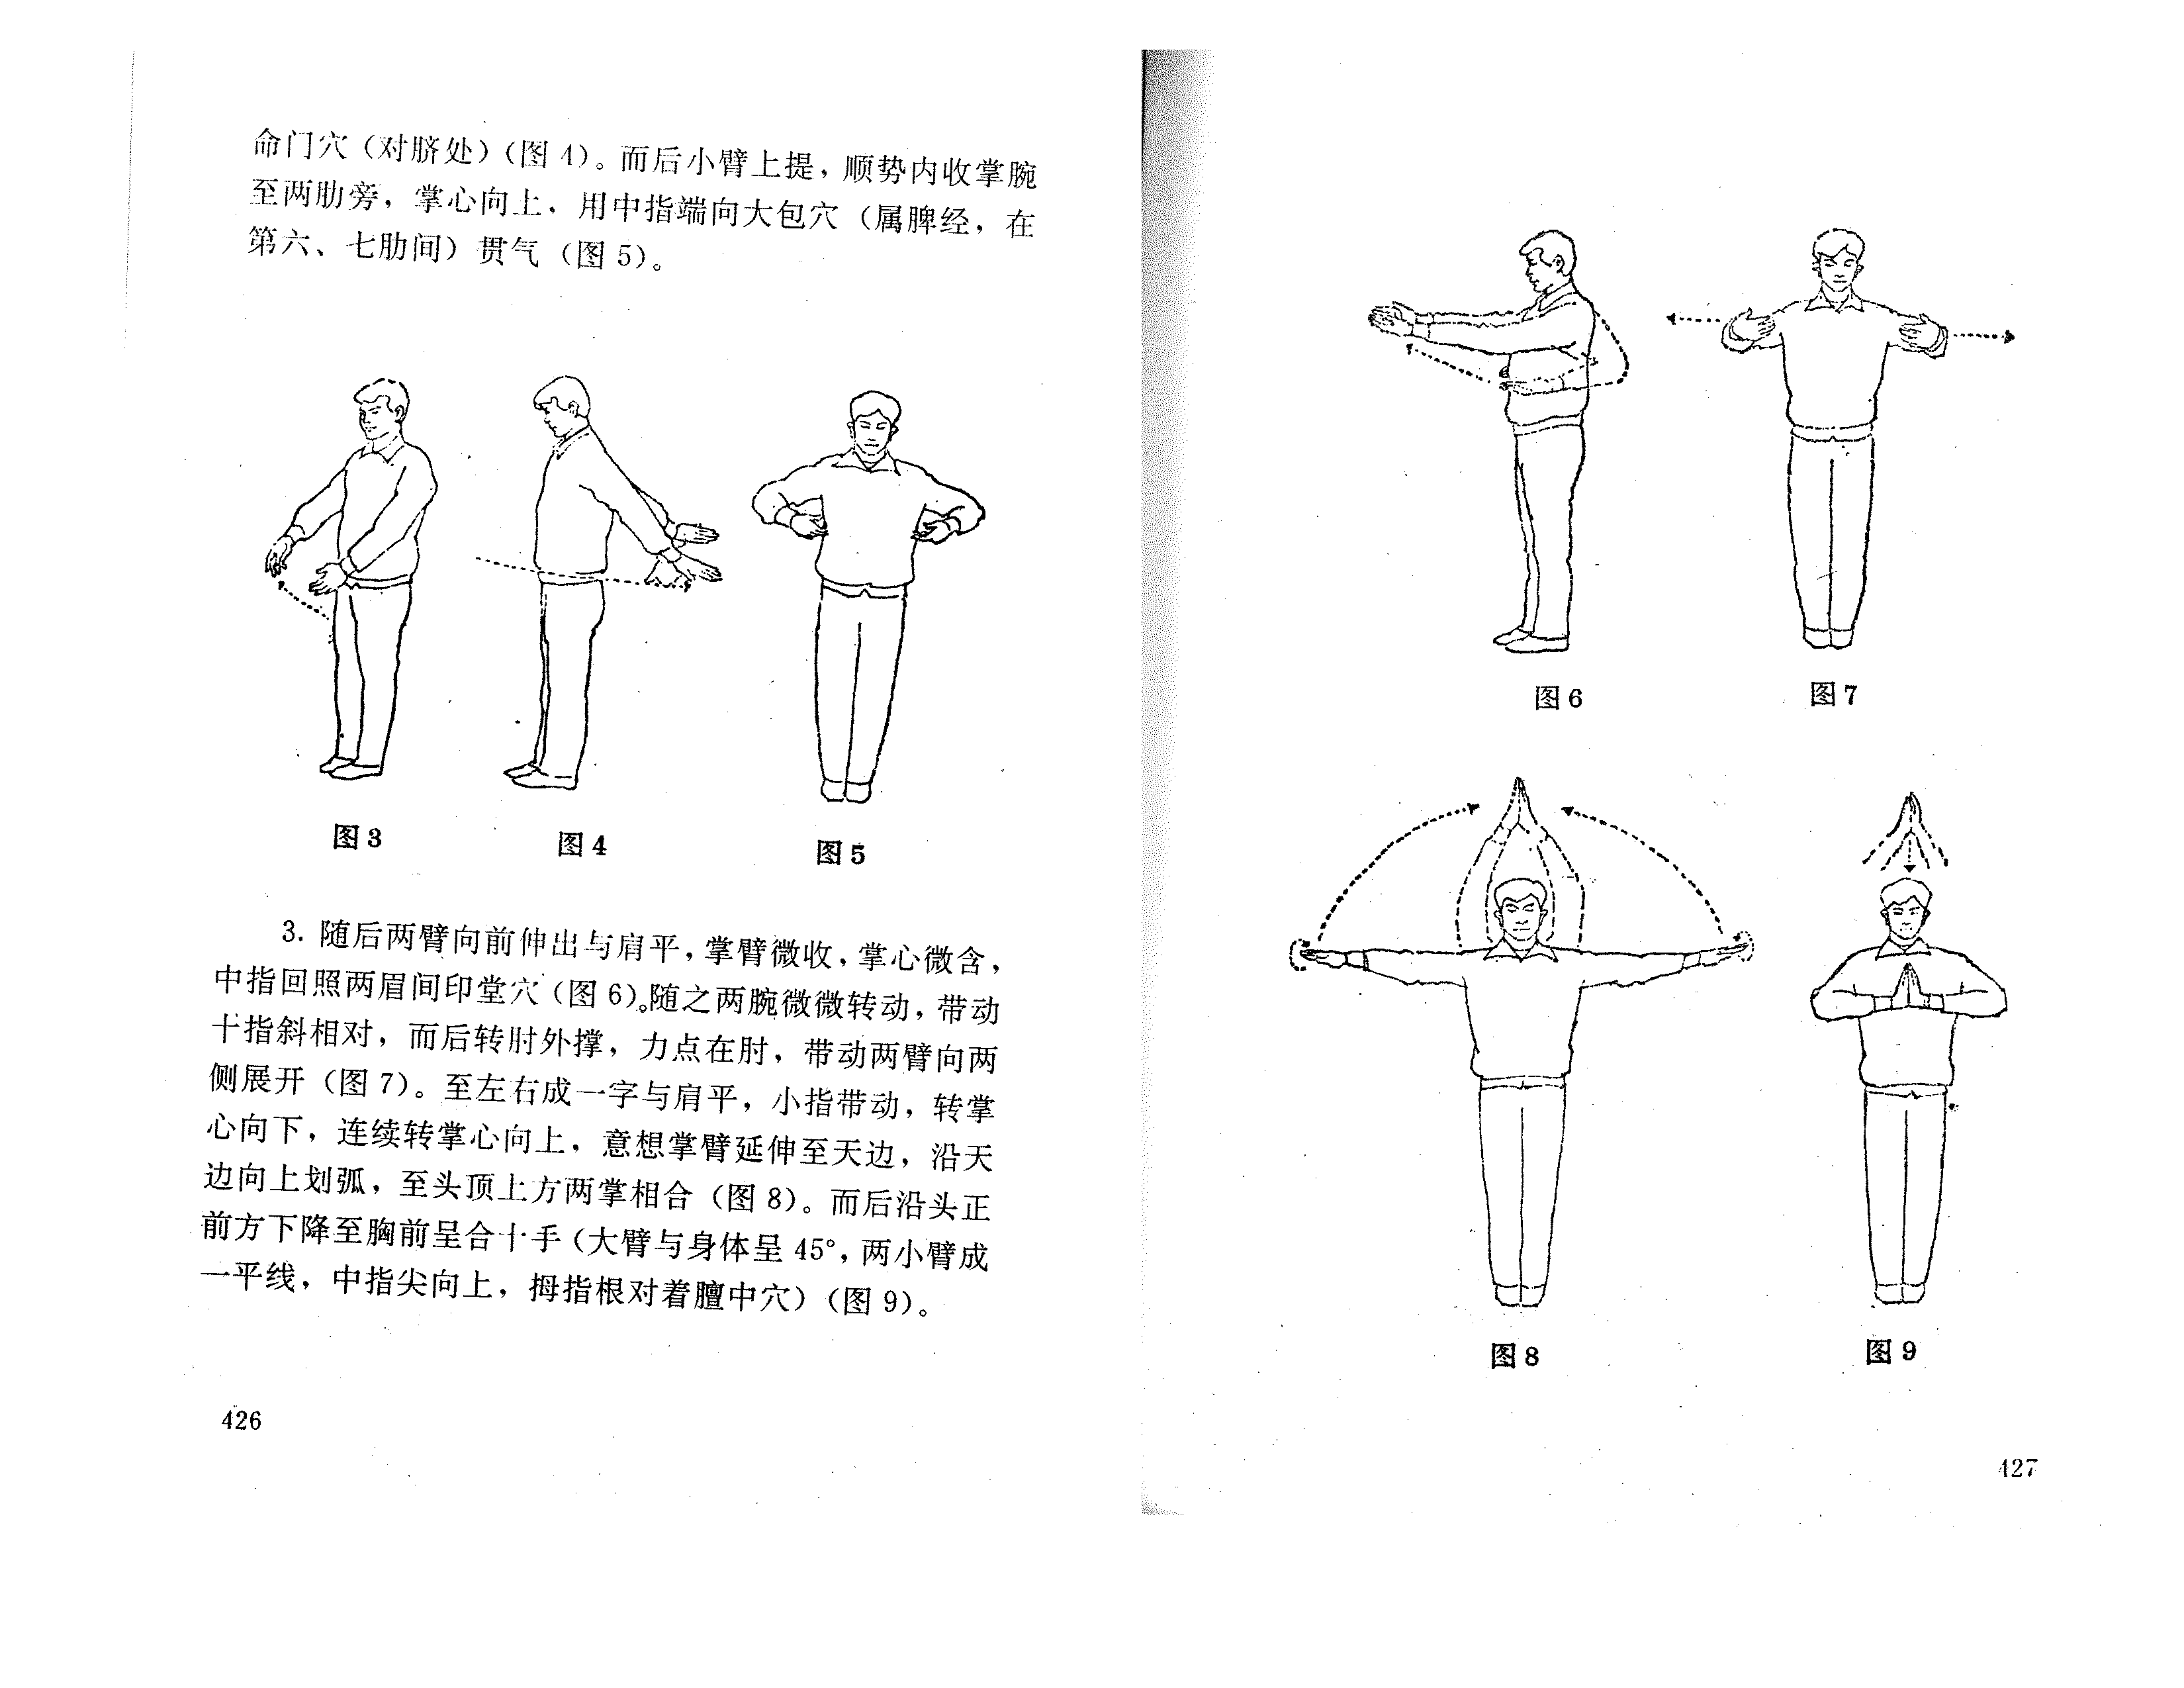 命门穴（对脐处）（图 4）。而后小臂上提，顺势内收掌腕
至两肋旁，掌心向上，用中指端向大包穴（属脾经，在
第六、七肋间）贯气（图 5）。
图 3
图 4
图 5
3. 随后两臂向前伸出与肩平，掌臂微收，掌心微含，
中指回照两眉间印堂穴（图 6）。随之两腕微微转动，带动
十指斜相对，而后转肘外撑，力点在肘，带动两臂向两
侧展开（图 7）。至左右成一字与肩平，小指带动，转掌
心向下，连续转掌心向上，意想掌臂延伸至天边，沿天
边向上划弧，至头顶上方两掌相合（图 8）。而后沿头正
前方下降至胸前呈合十手（大臂与身体呈 45°，两小臂成
一平线，中指尖向上，拇指根对着膻中穴）（图 9）。
426
图 6
图 7
图 8
图 9
427